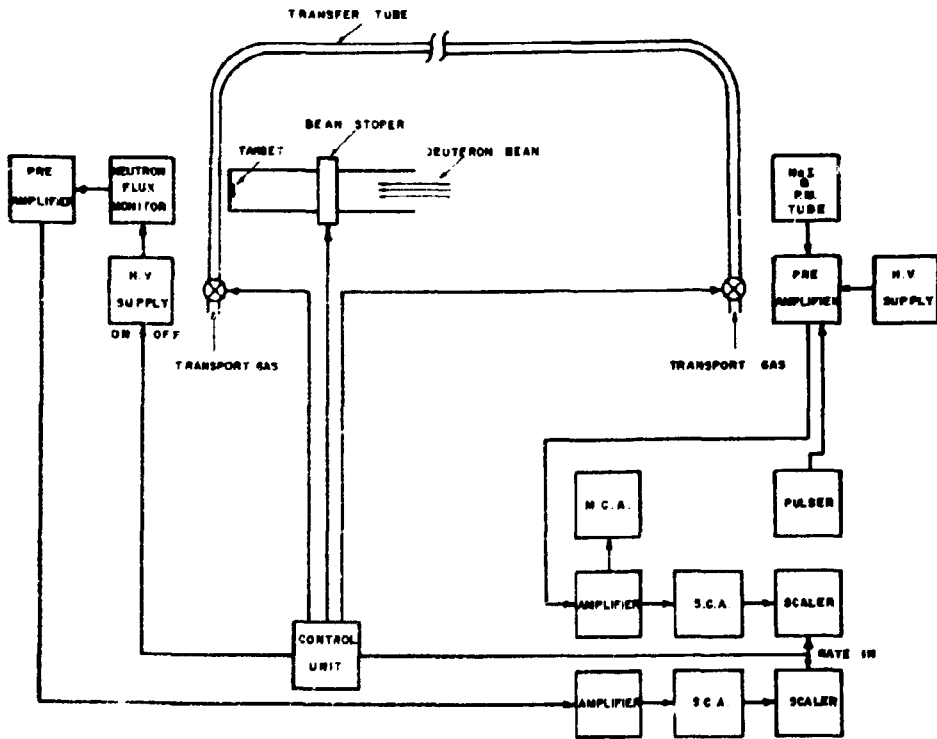 TRANSFER TUBE
BEAN STOPER
TARGET
DEUTERON BEAN
PRE
AMPLIFIER
NEUTRON
FLUX
MONITOR
NaI
&
P.M.
TUBE
H.V
SUPPLY
ON OFF
PRE
AMPLIFIER
H.V
SUPPLY
TRANSPORT GAS
TRANSPORT GAS
M.C.A.
PULSER
AMPLIFIER
S.C.A.
SCALER
CONTROL
UNIT
GATE IN
AMPLIFIER
S.C.A.
SCALER